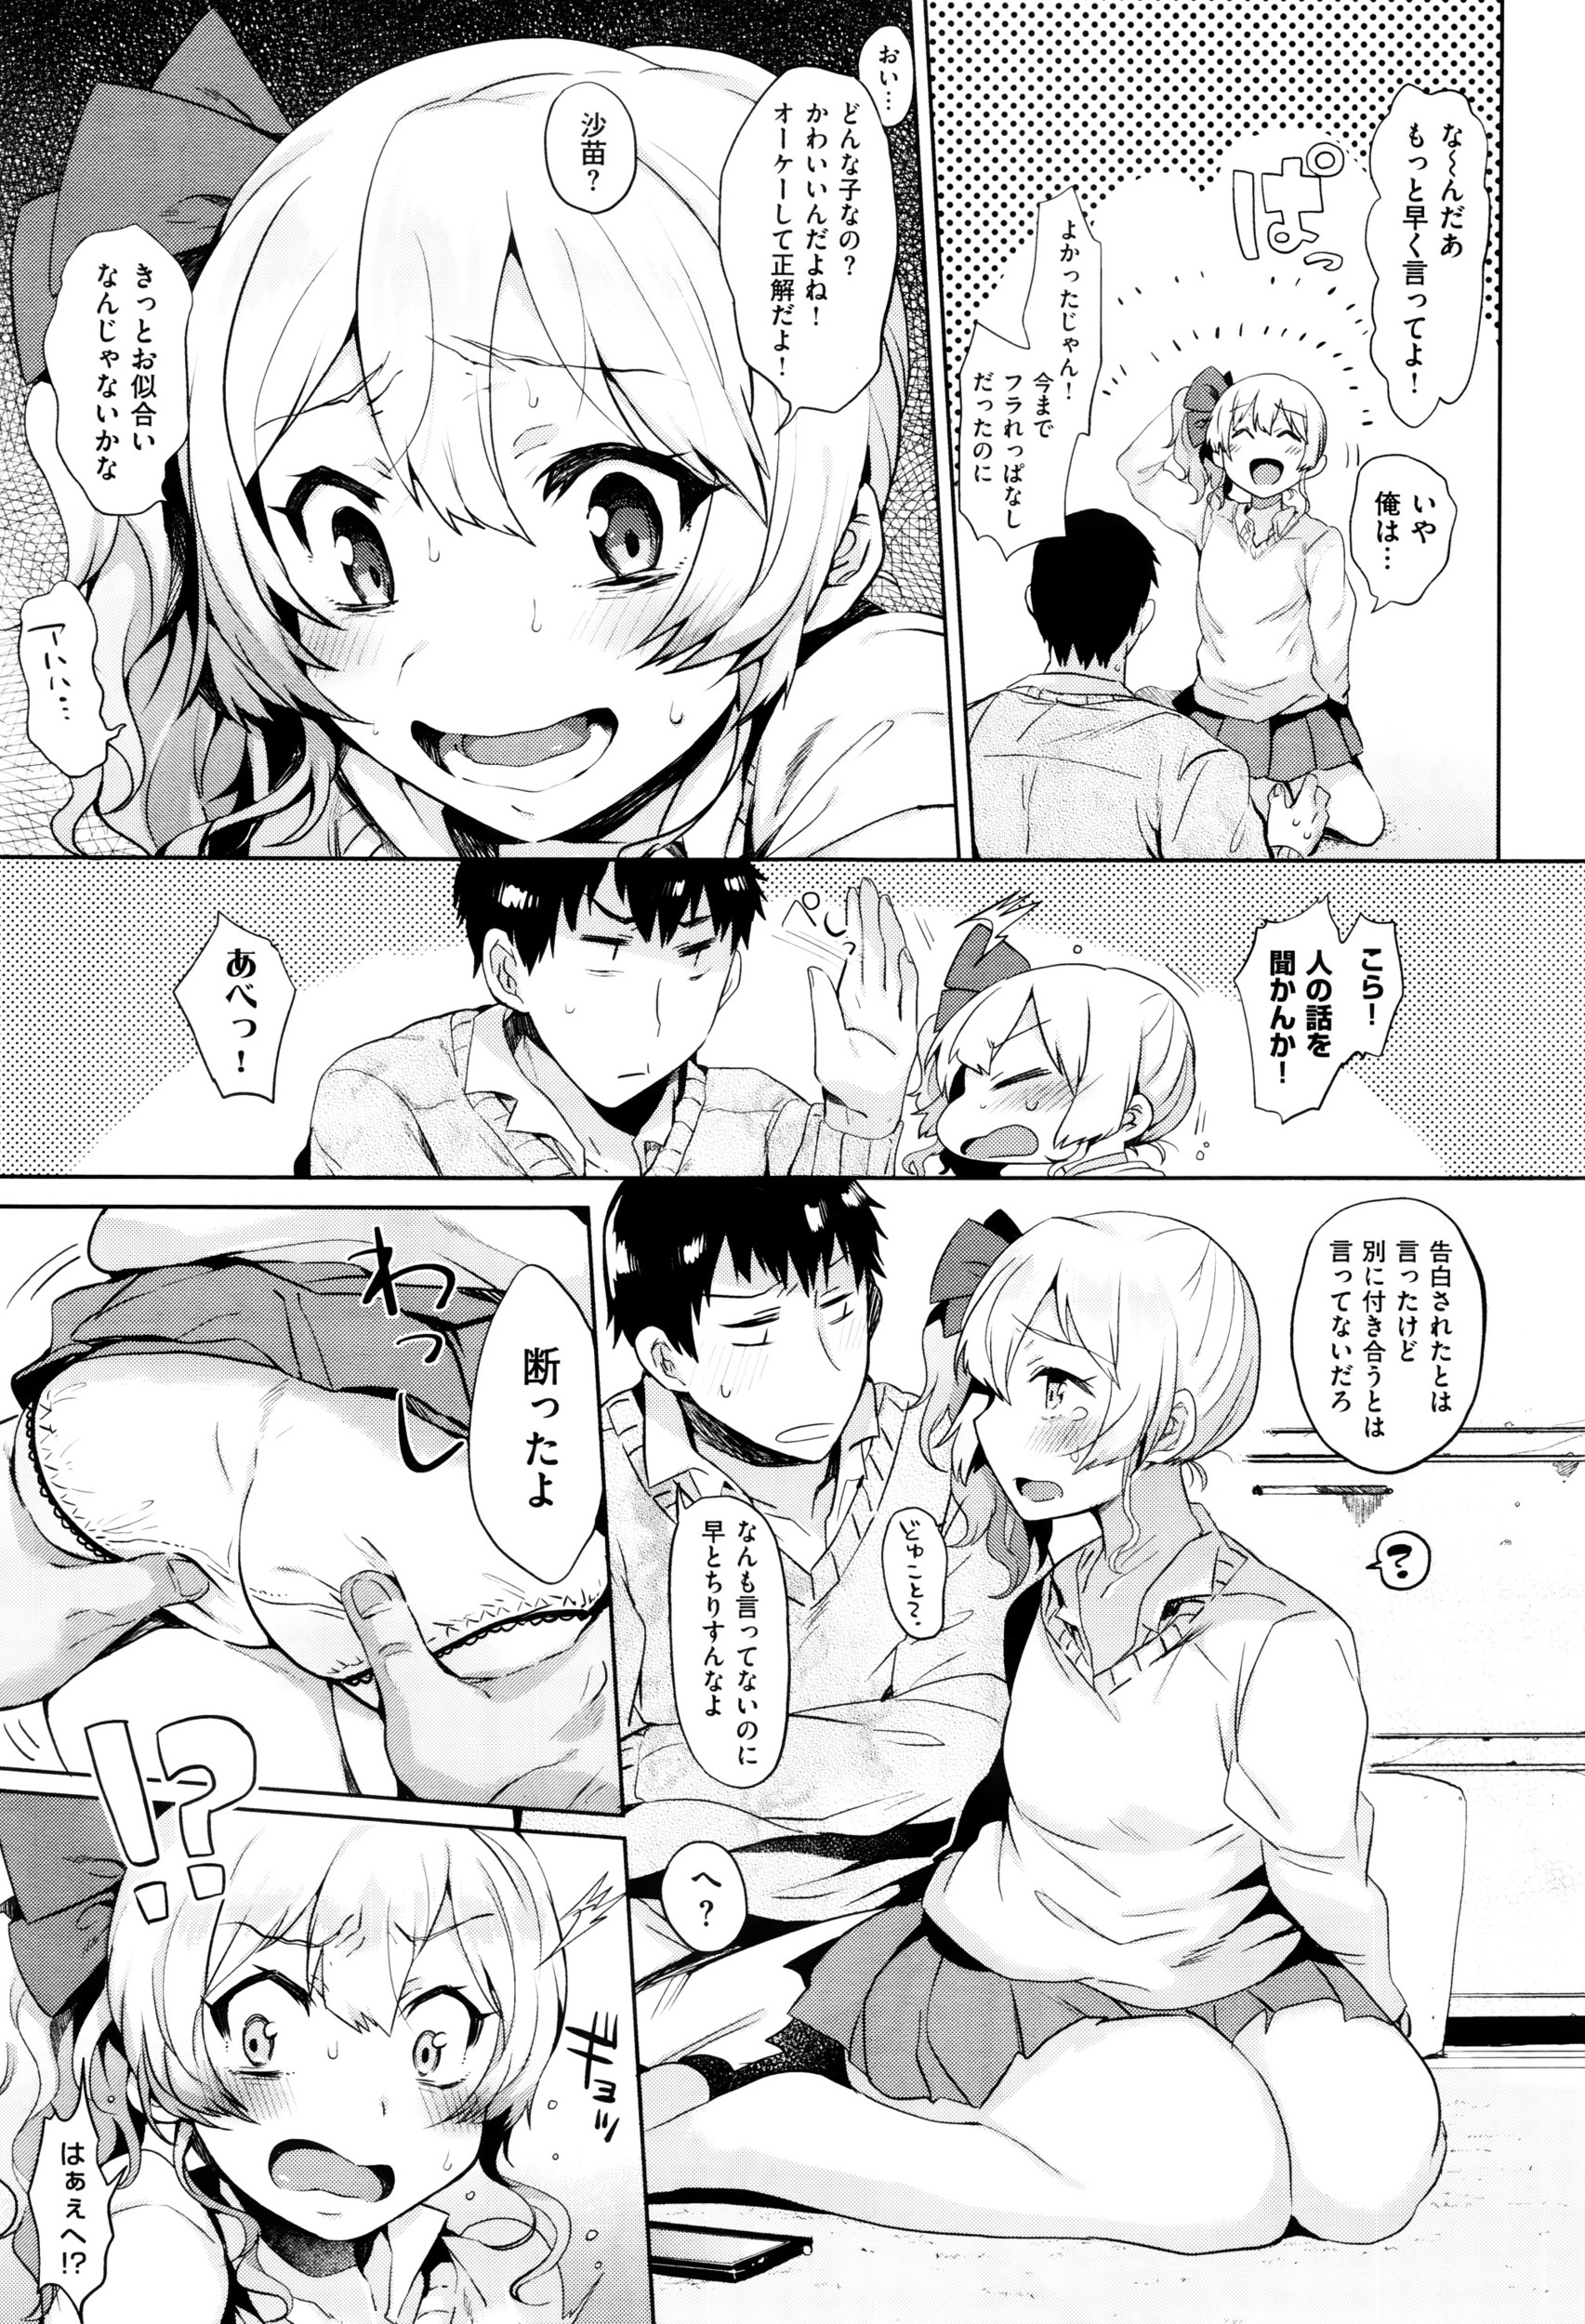 な〜んだあ
もっと早く言ってよ！
ぱっ
いや
俺は…
よかったじゃん！
今まで
フラれっぱなし
だったのに
おい…
どんな子なの？
かわいいんだよね！
オーケーして正解だよ！
沙苗？
きっとお似合い
なんじゃないかな
アハハ…
こら！
人の話を
聞かんか！
ぺしっ
あべっ！
告白されたとは
言ったけど
別に付き合うとは
言ってないだろ
？
どゅこと？
なんも言ってないのに
早とちりすんなよ
へ？
断ったよ
わっし
！？
ギョッ
はぁえへ！？